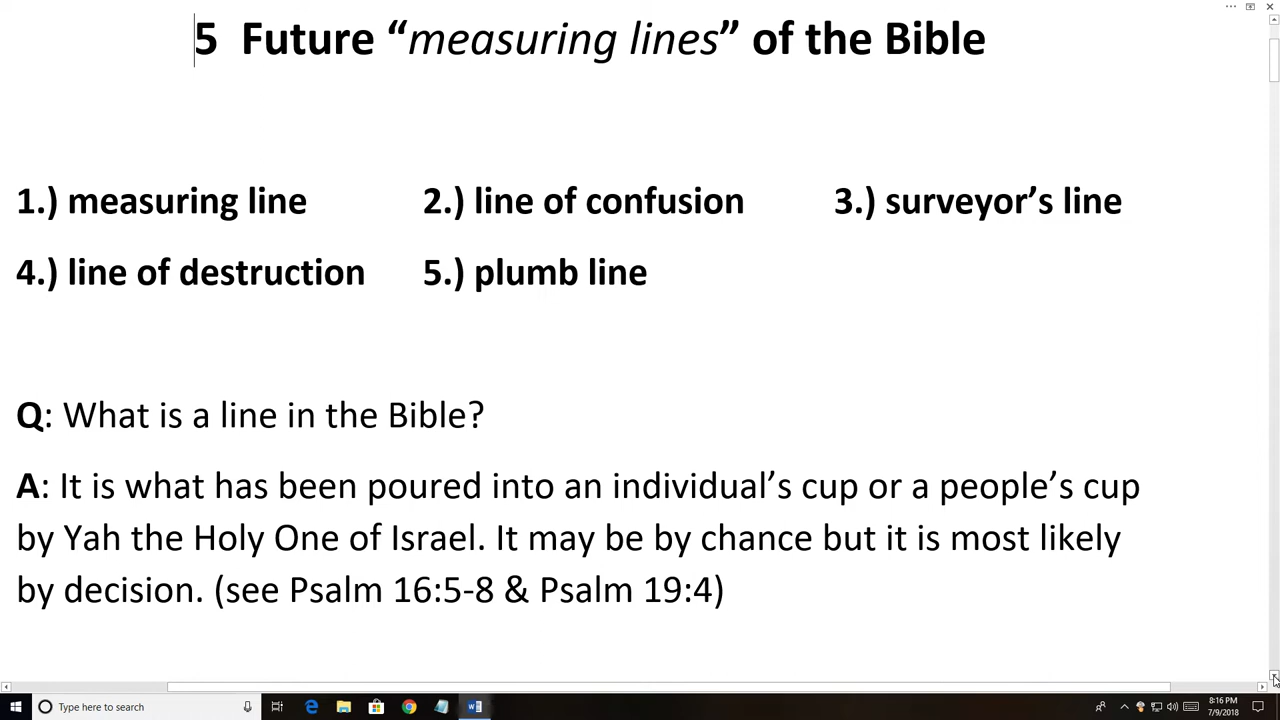 5 Future “measuring lines” of the Bible
1.) measuring line 2.) line of confusion 3.) surveyor’s line
4.) line of destruction 5.) plumb line
Q: What is a line in the Bible?
A: It is what has been poured into an individual’s cup or a people’s cup
by Yah the Holy One of Israel. It may be by chance but it is most likely
by decision. (see Psalm 16:5-8 & Psalm 19:4)
Type here to search
8:16 PM
7/9/2018